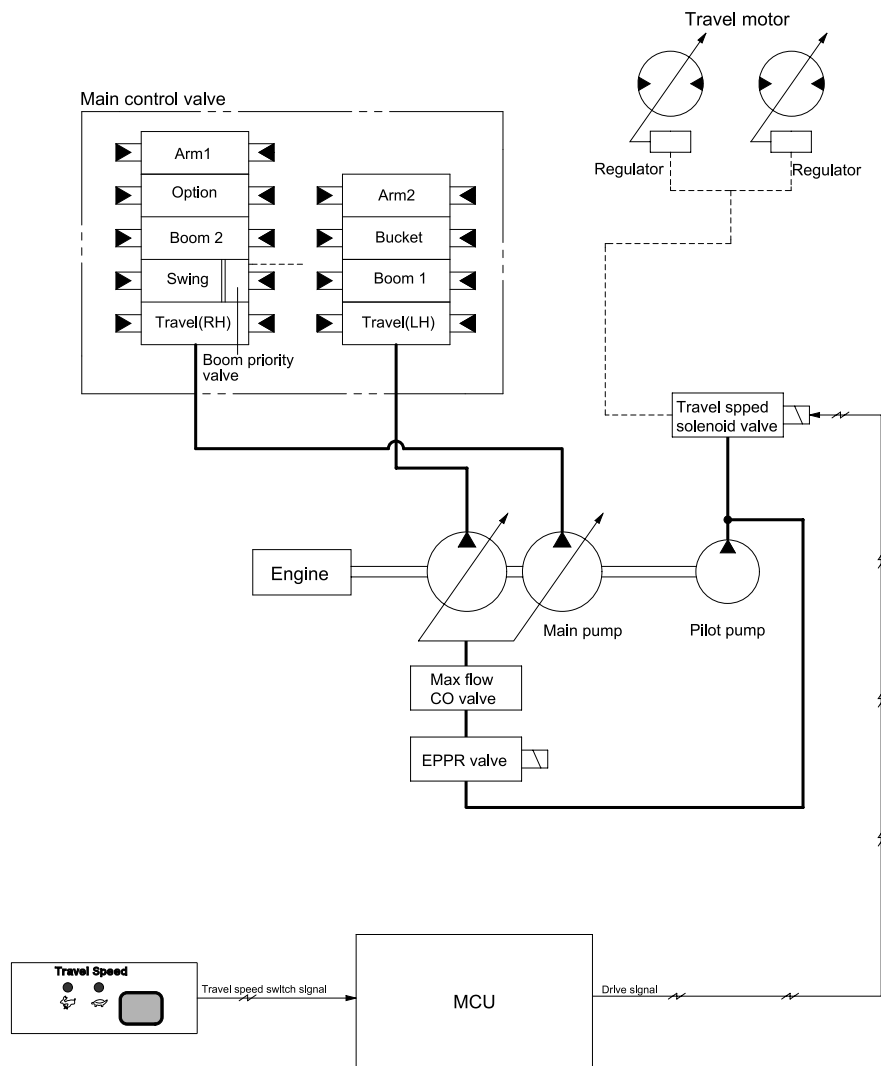 Travel motor
Regulator
Regulator
Main control valve
Arm1
Option
Boom 2
Swing
Travel(RH)
Arm2
Bucket
Boom 1
Travel(LH)
Boom priority
valve
Travel spped
solenoid valve
Engine
Main pump
Pilot pump
Max flow
CO valve
EPPR valve
Travel Speed
Travel speed switch signal
MCU
Drive signal